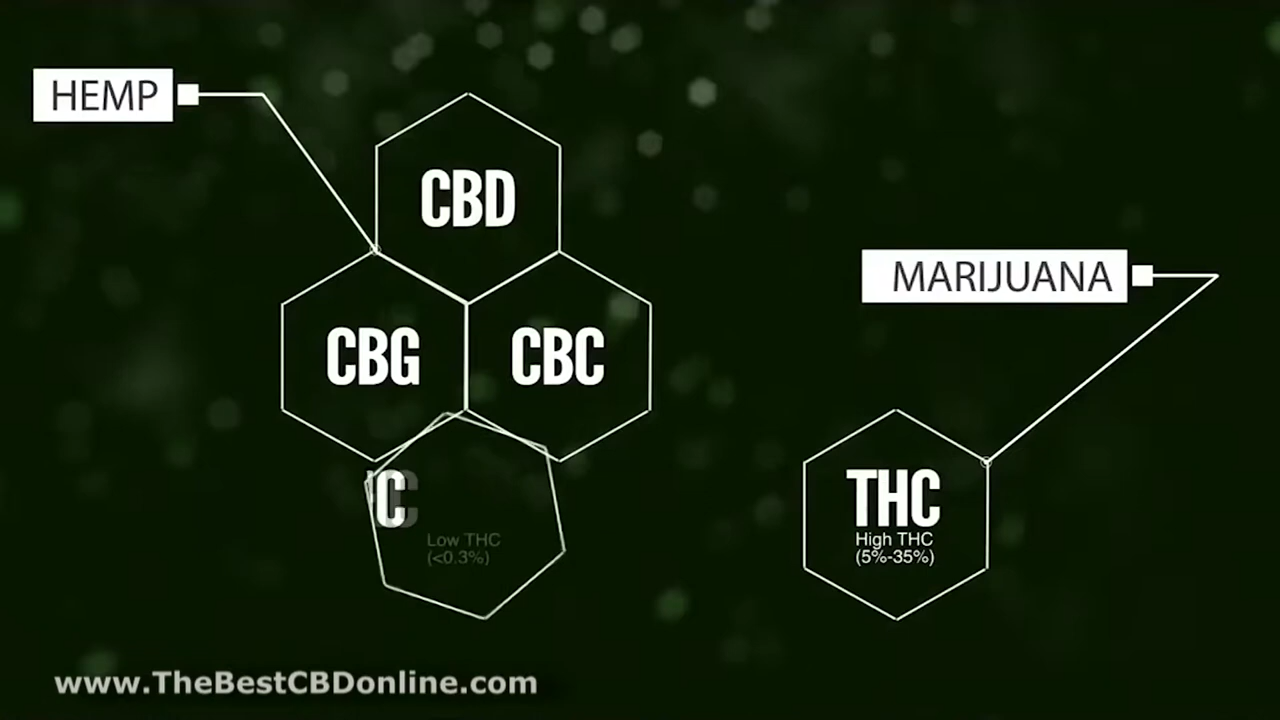 HEMP
CBD
MARIJUANA
CBG
CBC
C
THC
Low THC
(<0.3%)
High THC
(5%-35%)
www.TheBestCBDonline.com